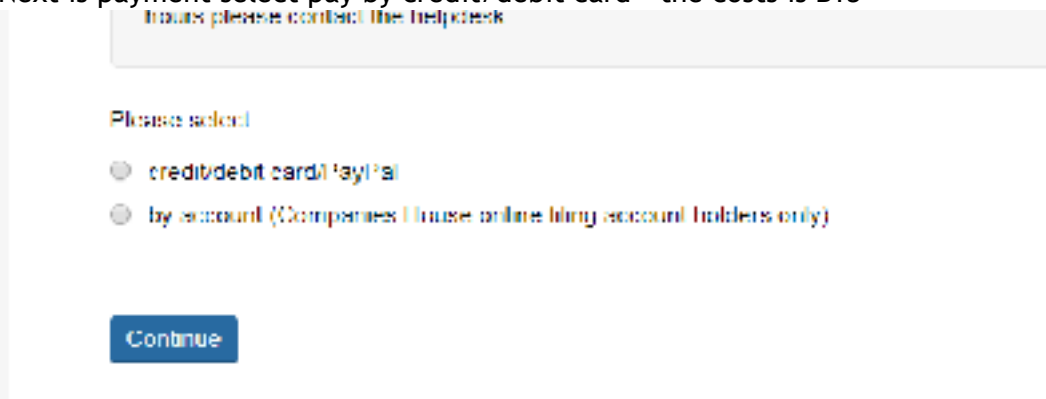 Next is payment select pay by credit/debit card - the costs is
hours please contact the helpdesk
Please select
credit/debit card/PayPal
by account (Companies House online filing account holders only)
Continue